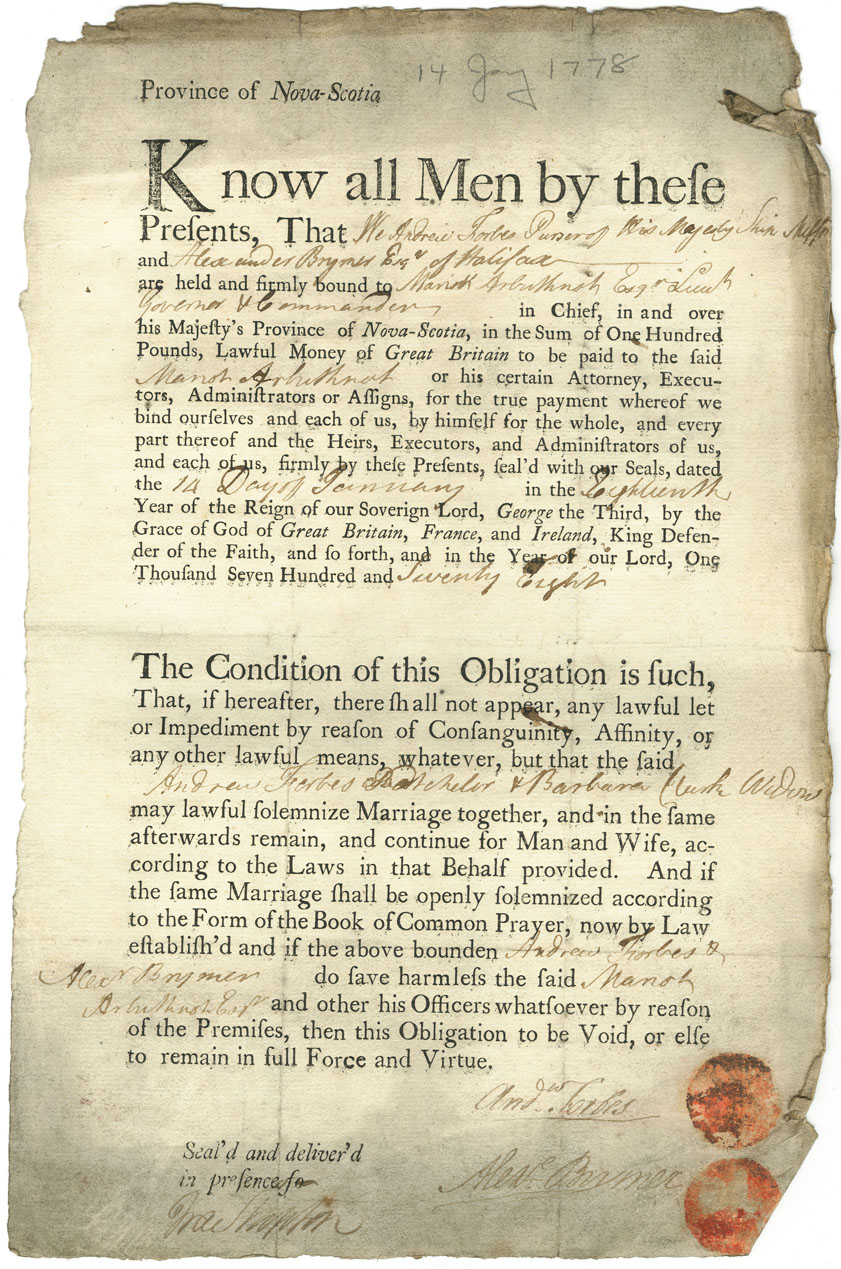 14 Jany 1778
Province of Nova-Scotia
Know all Men by theſe
Preſents, That We Andrew Forbes Purser of His Majestys Ship
and Alexander Brymer Esqr of Halifax
are held and firmly bound to Mariot Arbuthnot Esqr Lieut
Governor & Commander in Chief, in and over
his Majeſty's Province of Nova-Scotia, in the Sum of One Hundred
Pounds, Lawful Money of Great Britain to be paid to the ſaid
Mariot Arbuthnot or his certain Attorney, Execu-
tors, Adminiſtrators or Aſſigns, for the true payment whereof we
bind ourſelves and each of us, by himſelf for the whole, and every
part thereof and the Heirs, Executors, and Adminiſtrators of us,
and each of us, firmly by theſe Preſents, ſeal'd with our Seals, dated
the 14 Day of January in the Eighteenth
Year of the Reign of our Soverign Lord, George the Third, by the
Grace of God of Great Britain, France, and Ireland, King Defen-
der of the Faith, and ſo forth, and in the Year of our Lord, One
Thouſand Seven Hundred and Seventy Eight
The Condition of this Obligation is ſuch,
That, if hereafter, there ſhall not appear, any lawful let
or Impediment by reaſon of Conſanguinity, Affinity, or
any other lawful means, whatever, but that the ſaid
Andrew Forbes Batchelor & Barbara Widow
may lawful ſolemnize Marriage together, and in the ſame
afterwards remain, and continue for Man and Wife, ac-
cording to the Laws in that Behalf provided. And if
the ſame Marriage ſhall be openly ſolemnized according
to the Form of the Book of Common Prayer, now by Law
eſtabliſh'd and if the above bounden Andrew Forbes &
Alexr Brymer do ſave harmleſs the ſaid Mariot
Arbuthnot Esqr and other his Officers whatſoever by reaſon
of the Premiſes, then this Obligation to be Void, or elſe
to remain in full Force and Virtue.
Andw Forbes
Seal'd and deliver'd
in preſence of
Alexr Brymer